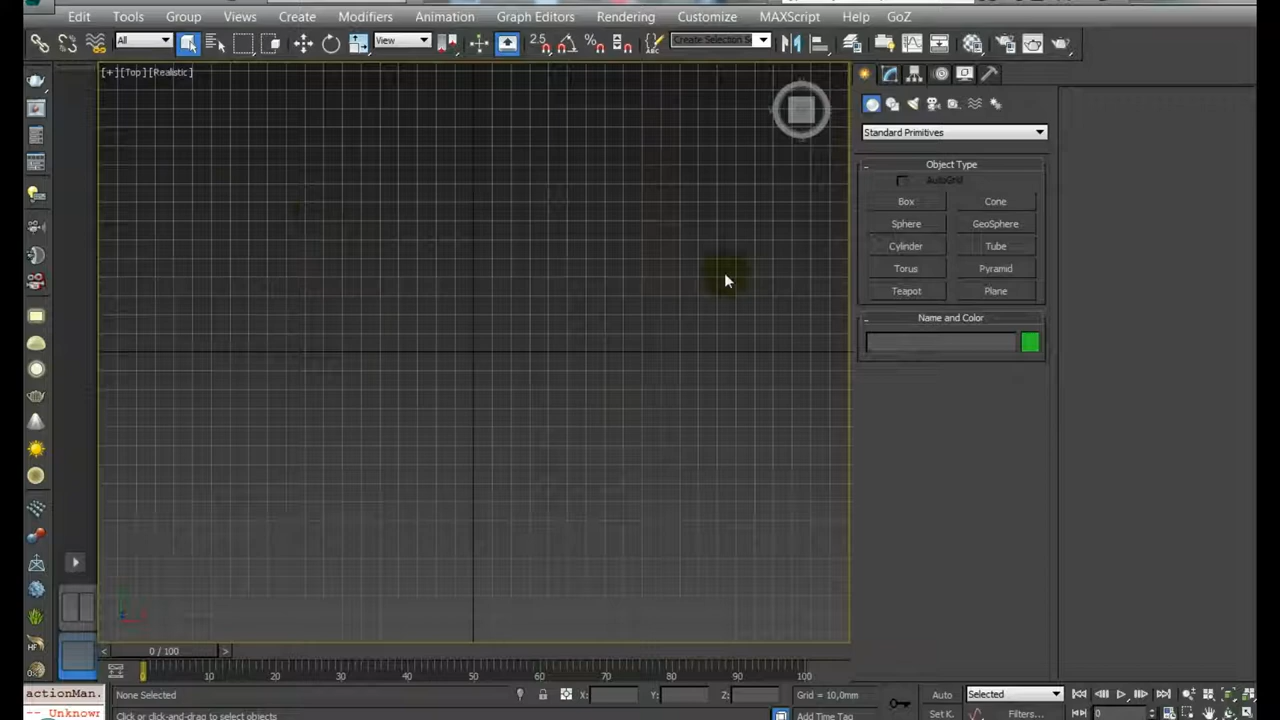 Edit Tools Group Views Create Modifiers Animation Graph Editors Rendering Customize MAXScript Help GoZ
All View 2.5 Create Selection Se
[+][Top][Realistic]
Standard Primitives
Object Type
AutoGrid
Box Cone
Sphere GeoSphere
Cylinder Tube
Torus Pyramid
Teapot Plane
Name and Color
HF
< 0 / 100 >
10 20 30 40 50 60 70 80 90 100
actionMan. None Selected X: Y: Z: Grid = 10,0mm Auto Selected
-- Unknown Click or click-and-drag to select objects Add Time Tag Set K. Filters... 0